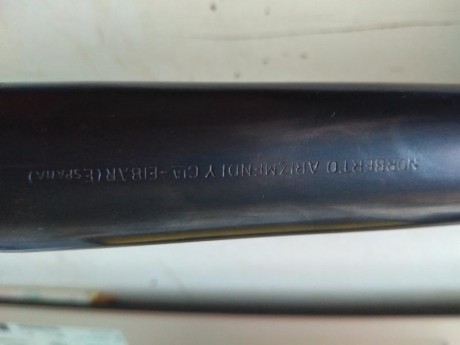 NORBERTO ARIZMENDI Y CIA - EIBAR (ESPAÑA)